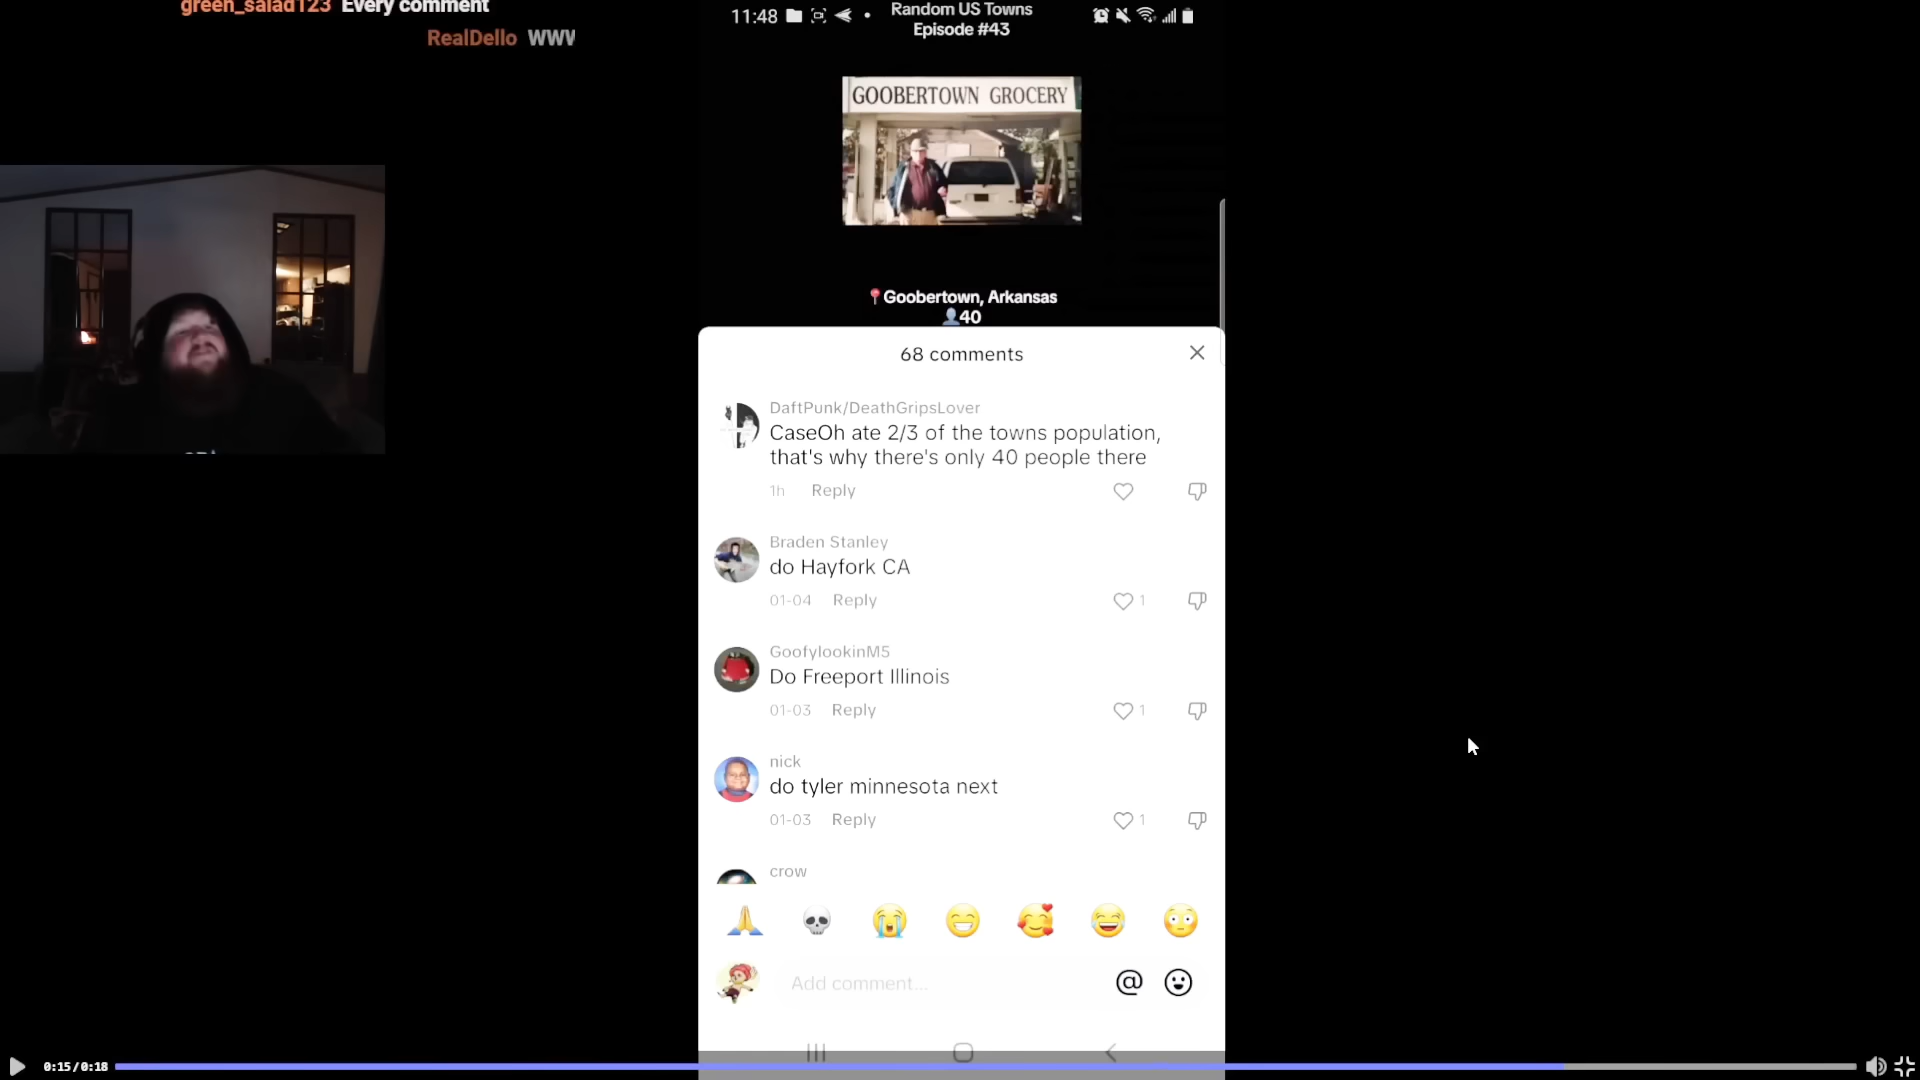 green_salad123 Every comment
RealDello WWW
11:48
Random US Towns
Episode #43
GOOBERTOWN GROCERY
Goobertown, Arkansas
40
68 comments
DaftPunk/DeathGripsLover
CaseOh ate 2/3 of the towns population,
that's why there's only 40 people there
1h Reply
Braden Stanley
do Hayfork CA
01-04 Reply 1
GoofylookinM5
Do Freeport Illinois
01-03 Reply 1
nick
do tyler minnesota next
01-03 Reply 1
crow
Add comment...
@
0:15/0:18